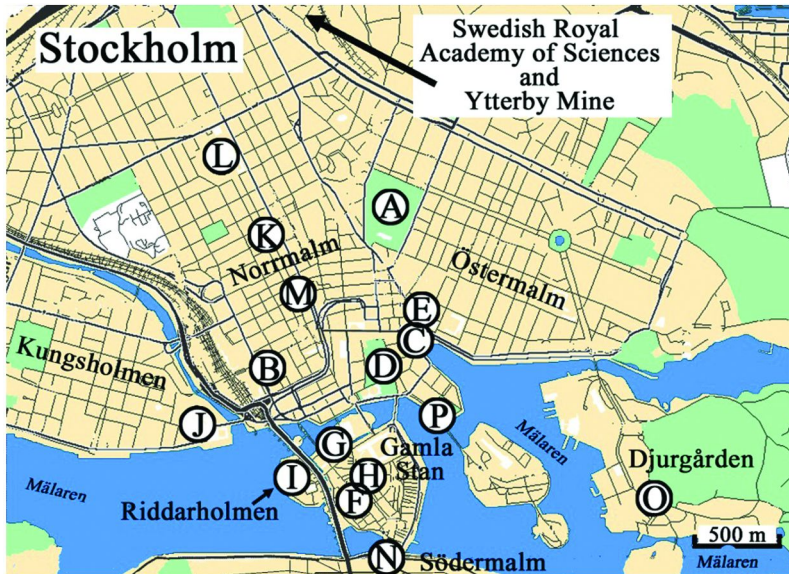 Stockholm
Swedish Royal
Academy of Sciences
and
Ytterby Mine
L
A
K
Norrmalm
Östermalm
M
E
C
Kungsholmen
B
D
J
P
G
Gamla
Stan
Mälaren
Djurgården
I
H
Mälaren
F
O
Riddarholmen
500 m
N
Södermalm
Mälaren